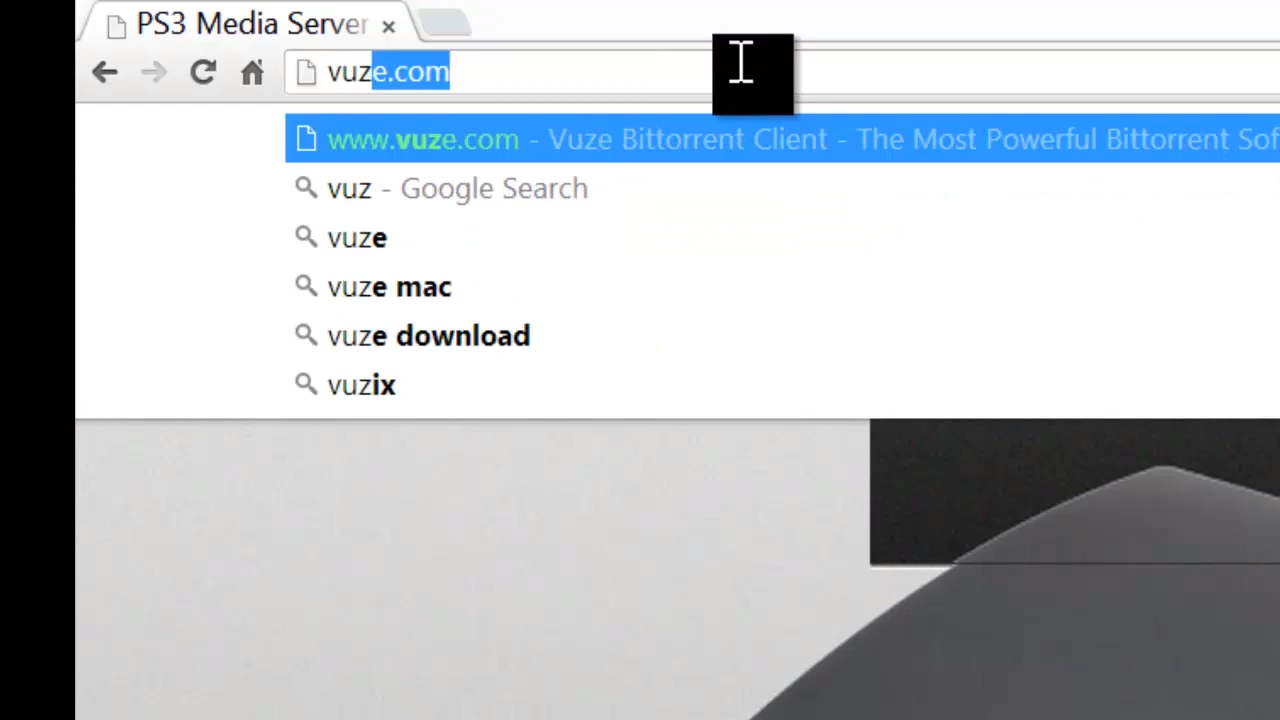 PS3 Media Server
vuze.com
www.vuze.com - Vuze Bittorrent Client - The Most Powerful Bittorrent Sof
vuz - Google Search
vuze
vuze mac
vuze download
vuzix